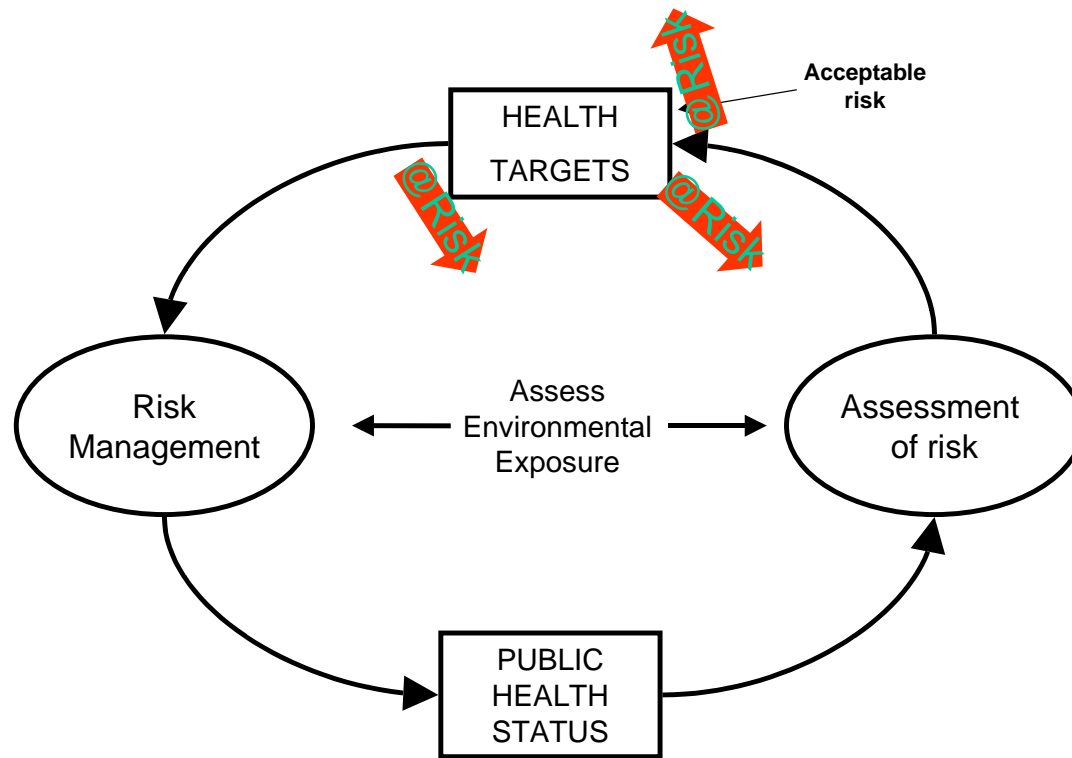 @Risk
Acceptable
risk
HEALTH
TARGETS
@Risk
@Risk
Risk
Management
Assess
Environmental
Exposure
Assessment
of risk
PUBLIC
HEALTH
STATUS